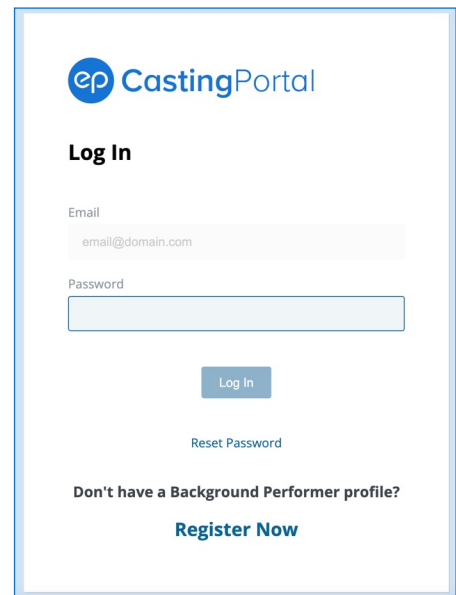 ep CastingPortal
Log In
Email
email@domain.com
Password
Log In
Reset Password
Don't have a Background Performer profile?
Register Now